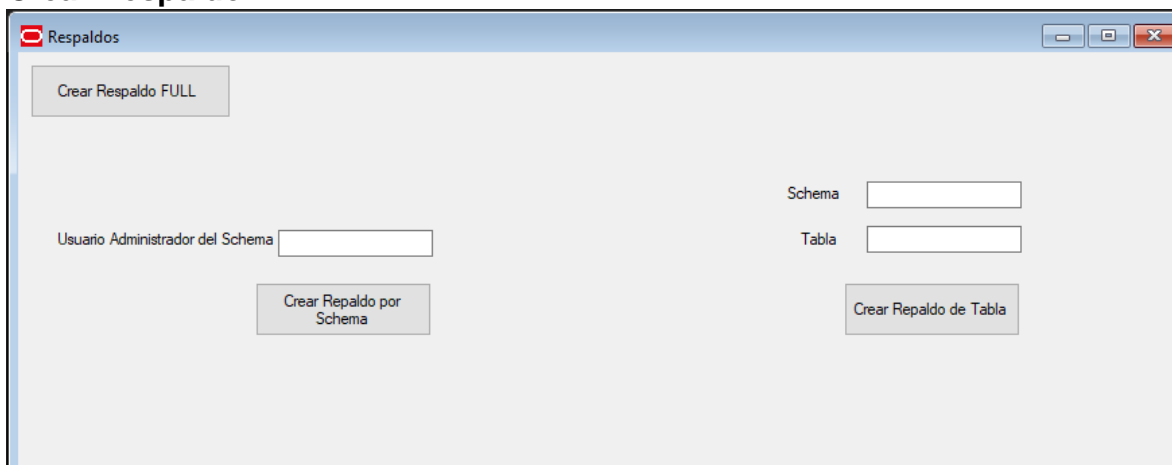 Respaldos
Crear Respaldo FULL
Schema
Usuario Administrador del Schema
Tabla
Crear Repaldo por
Schema
Crear Repaldo de Tabla